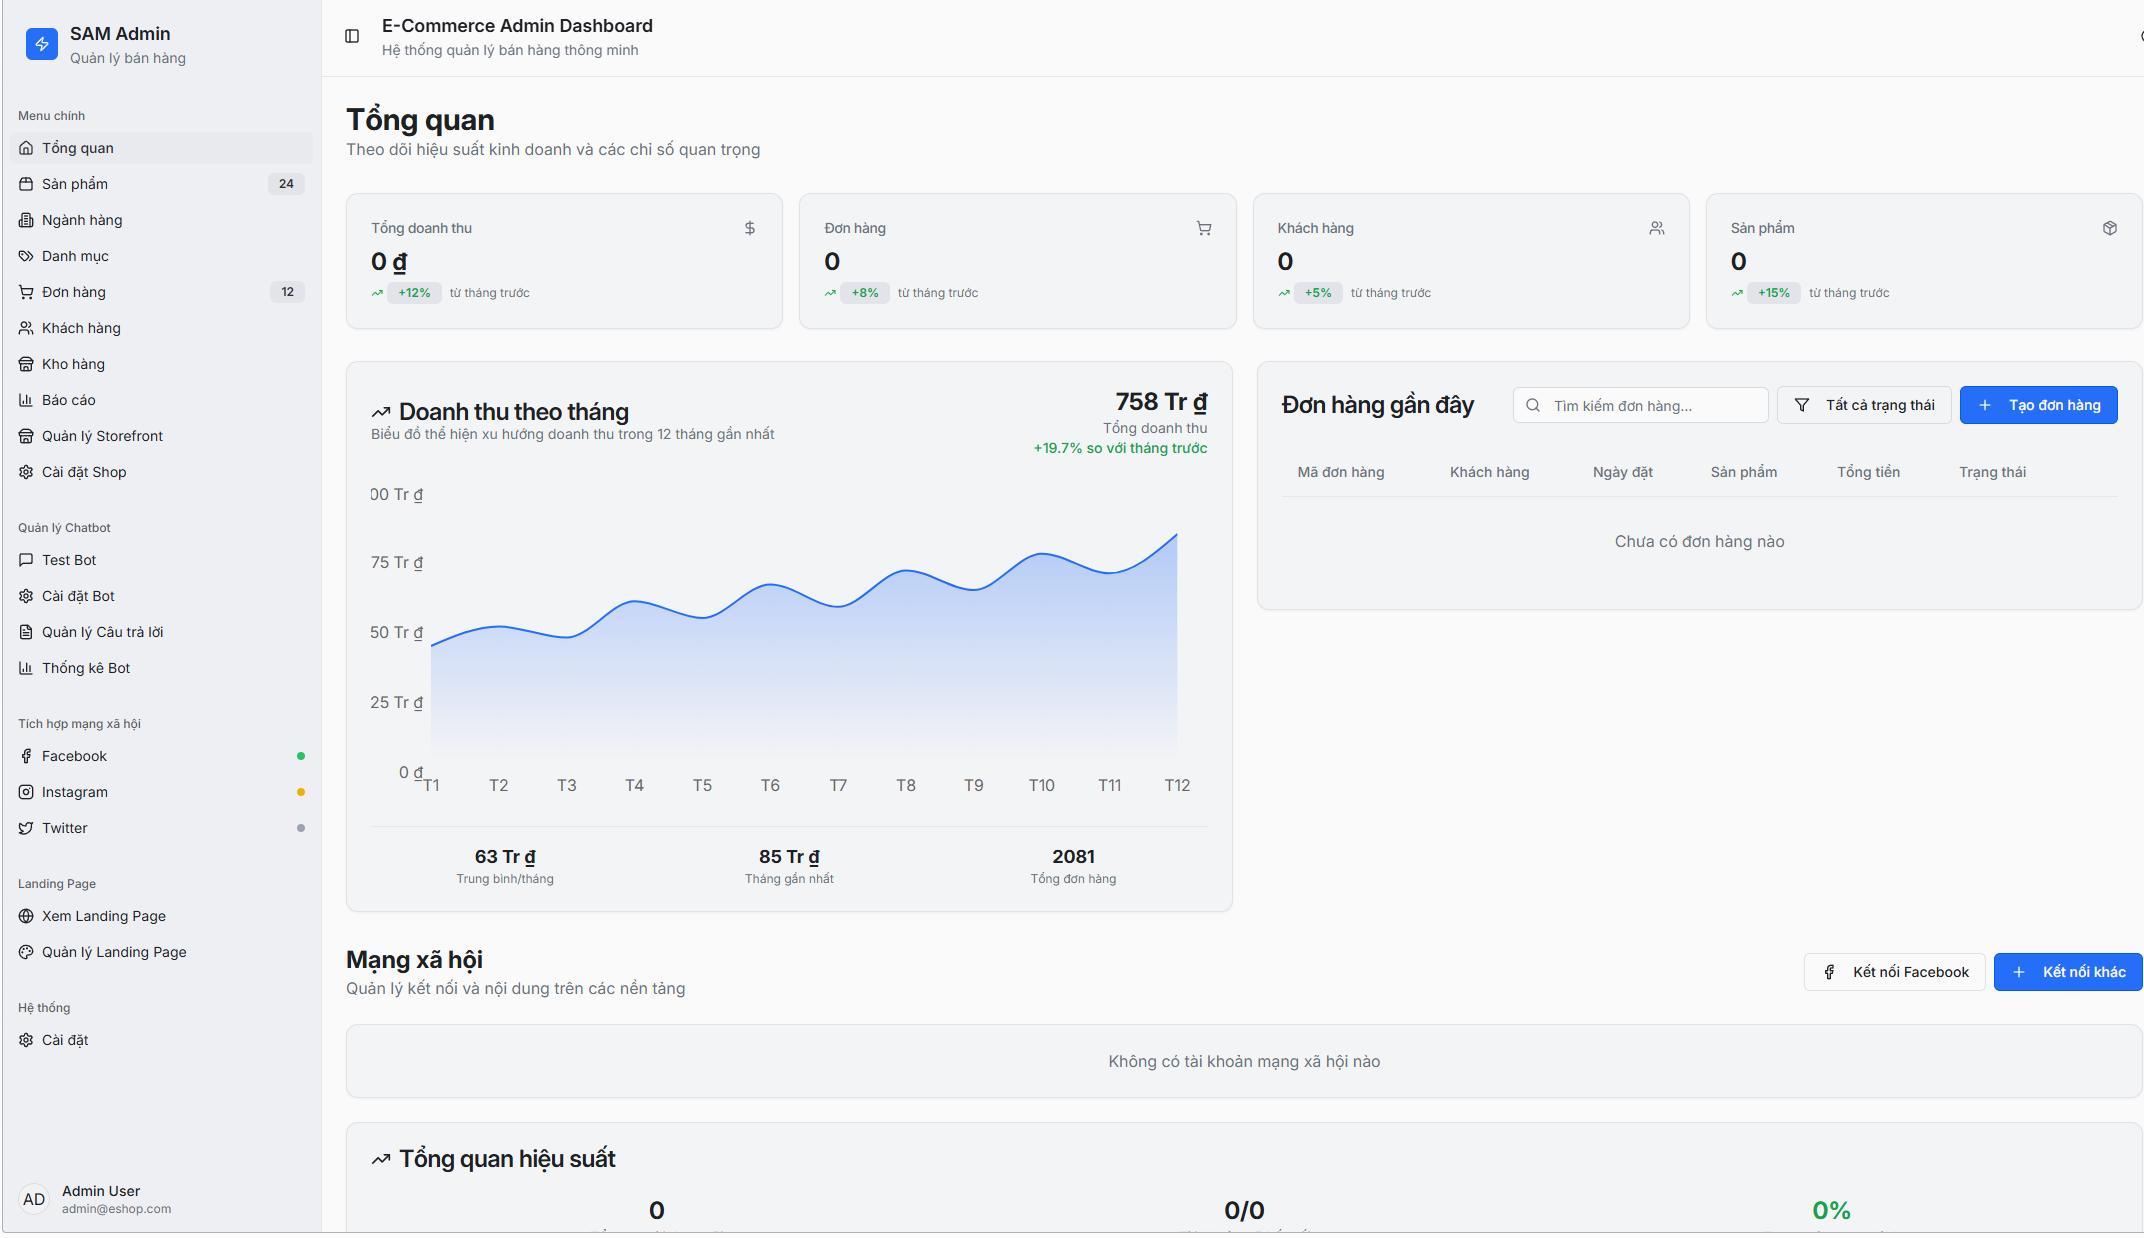 SAM Admin
Quản lý bán hàng
Menu chính
Tổng quan
Sản phẩm 24
Ngành hàng
Danh mục
Đơn hàng 12
Khách hàng
Kho hàng
Báo cáo
Quản lý Storefront
Cài đặt Shop
Quản lý Chatbot
Test Bot
Cài đặt Bot
Quản lý Câu trả lời
Thống kê Bot
Tích hợp mạng xã hội
Facebook
Instagram
Twitter
Landing Page
Xem Landing Page
Quản lý Landing Page
Hệ thống
Cài đặt
AD
Admin User
admin@eshop.com
E-Commerce Admin Dashboard
Hệ thống quản lý bán hàng thông minh
Tổng quan
Theo dõi hiệu suất kinh doanh và các chỉ số quan trọng
Tổng doanh thu
0 ₫
+12% từ tháng trước
Đơn hàng
0
+8% từ tháng trước
Khách hàng
0
+5% từ tháng trước
Sản phẩm
0
+15% từ tháng trước
Doanh thu theo tháng
Biểu đồ thể hiện xu hướng doanh thu trong 12 tháng gần nhất
758 Tr ₫
Tổng doanh thu
+19.7% so với tháng trước
00 Tr ₫
75 Tr ₫
50 Tr ₫
25 Tr ₫
0 ₫
T1 T2 T3 T4 T5 T6 T7 T8 T9 T10 T11 T12
63 Tr ₫
Trung bình/tháng
85 Tr ₫
Tháng gần nhất
2081
Tổng đơn hàng
Đơn hàng gần đây
Tìm kiếm đơn hàng...
Tất cả trạng thái
Tạo đơn hàng
Mã đơn hàng Khách hàng Ngày đặt Sản phẩm Tổng tiền Trạng thái
Chưa có đơn hàng nào
Mạng xã hội
Quản lý kết nối và nội dung trên các nền tảng
Kết nối Facebook
Kết nối khác
Không có tài khoản mạng xã hội nào
Tổng quan hiệu suất
0 0/0 0%